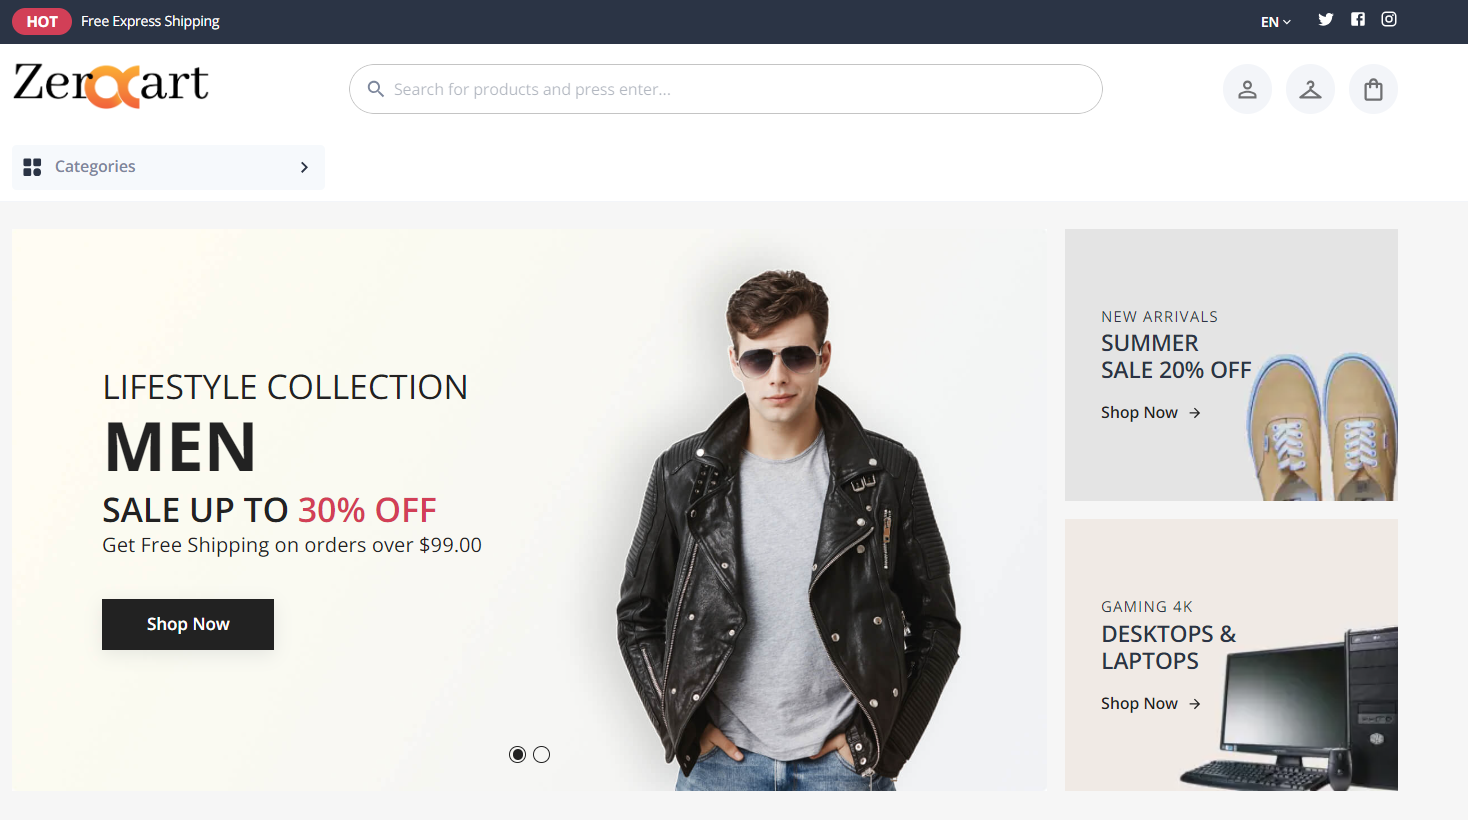 HOT Free Express Shipping
EN
Zerocart
Search for products and press enter...
Categories
LIFESTYLE COLLECTION
MEN
SALE UP TO 30% OFF
Get Free Shipping on orders over $99.00
Shop Now
NEW ARRIVALS
SUMMER
SALE 20% OFF
Shop Now
GAMING 4K
DESKTOPS &
LAPTOPS
Shop Now